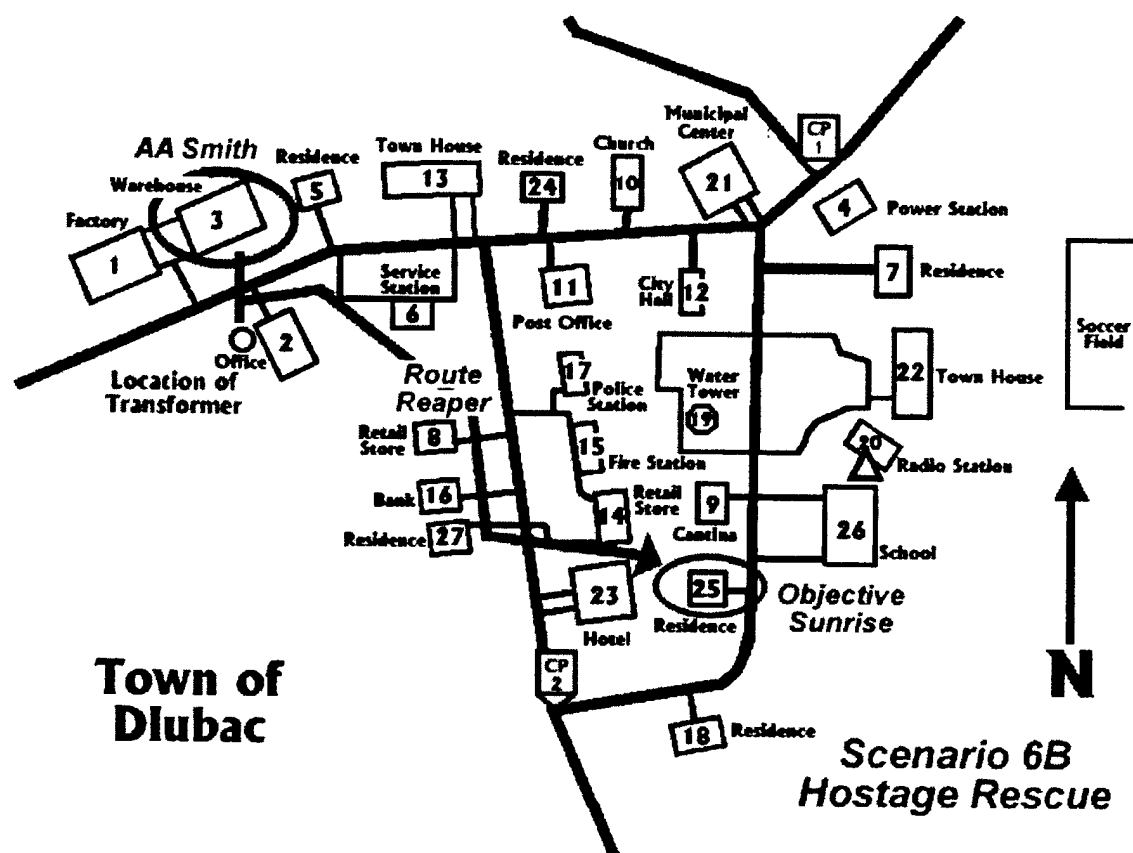 CP
1
Municipal
Center
21
4
Power Station
Church
10
Residence
24
Town House
13
AA Smith
Residence
5
Warehouse
3
Factory
1
Service
Station
6
11
Post Office
City
Hall
12
7
Residence
Soccer
Field
Office
2
Location of
Transformer
Route
Reaper
17
Police
Station
Water
Tower
19
22
Town House
Retail
Store
8
15
Fire Station
20
Radio Station
Bank
16
14
Retail
Store
9
Cantina
26
School
Residence
27
23
Hotel
25
Residence
Objective
Sunrise
CP
2
N
Town of
Dlubac
18
Residence
Scenario 6B
Hostage Rescue